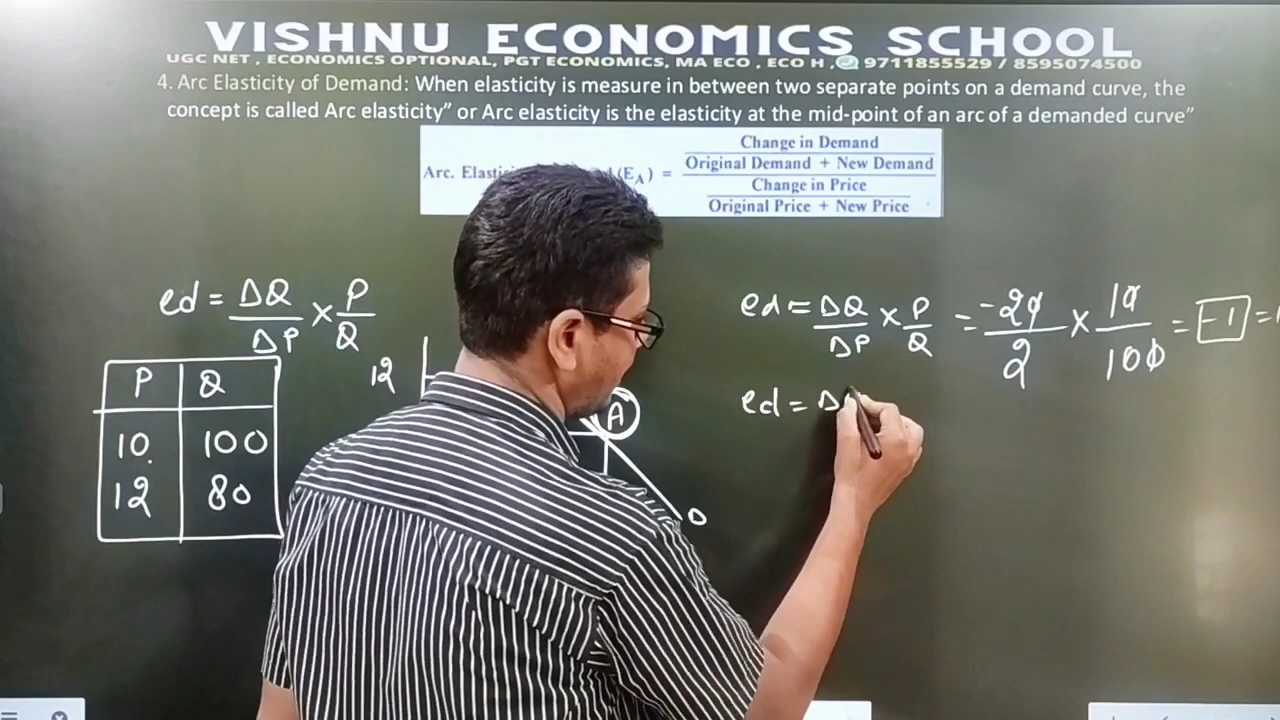 VISHNU ECONOMICS SCHOOL
UGC NET , ECONOMICS OPTIONAL, PGT ECONOMICS, MA ECO , ECO H , 9711855529 / 8595074500
4. Arc Elasticity of Demand: When elasticity is measure in between two separate points on a demand curve, the
concept is called Arc elasticity” or Arc elasticity is the elasticity at the mid-point of an arc of a demanded curve”
Change in Demand
Original Demand + New Demand
Arc. (E_A) =
Change in Price
Original Price + New Price
ed = ΔQ/ΔP × P/Q
P Q
10 100
12 80
12
A
D
ed = ΔQ/ΔP × P/Q = -20/2 × 10/100 = -1 =
ed = Δ